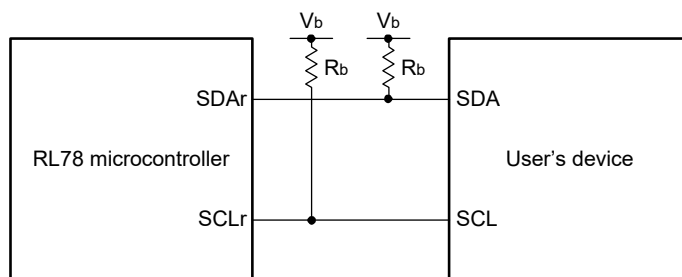 Vb Vb
Rb Rb
SDAr SDA
RL78 microcontroller User's device
SCLr SCL